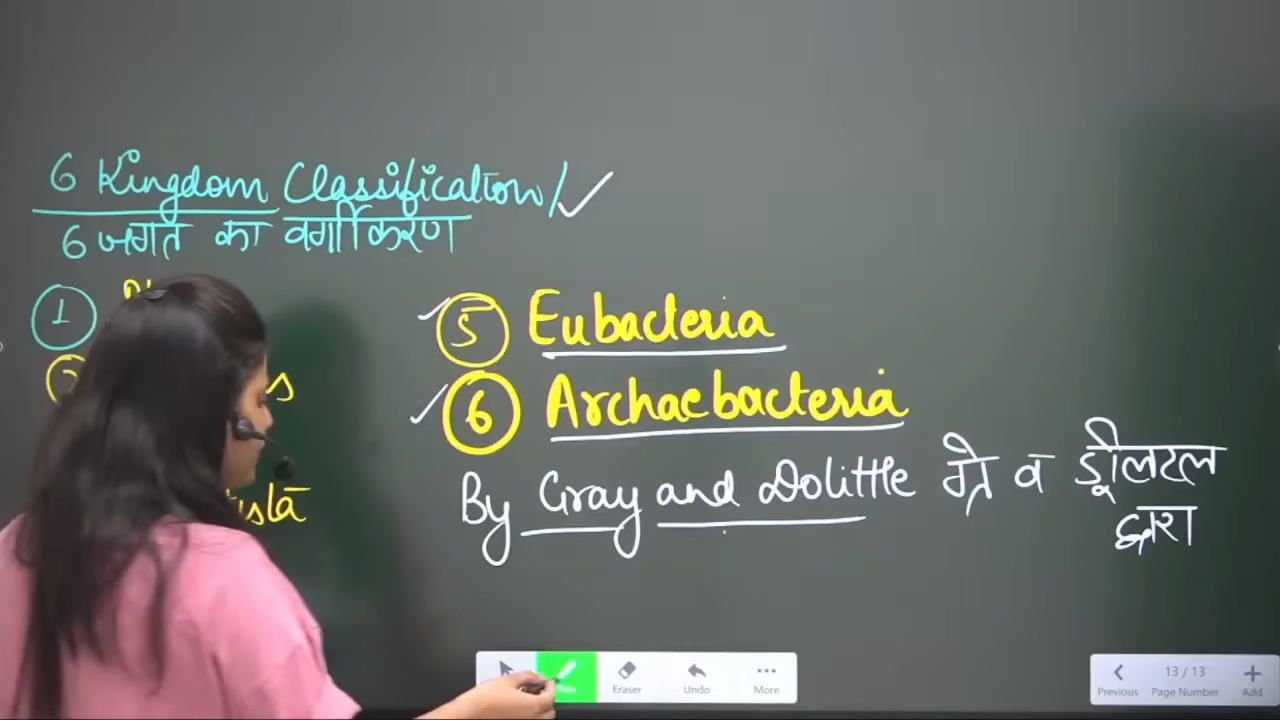 6 Kingdom Classification/
6 जगत का वर्गीकरण
1
5 Eubacteria
6 Archaebacteria
By Gray and Dolittle ग्रे व डूलिटल
द्वारा
Eraser Undo More
Previous 13 / 13 Page Number Add